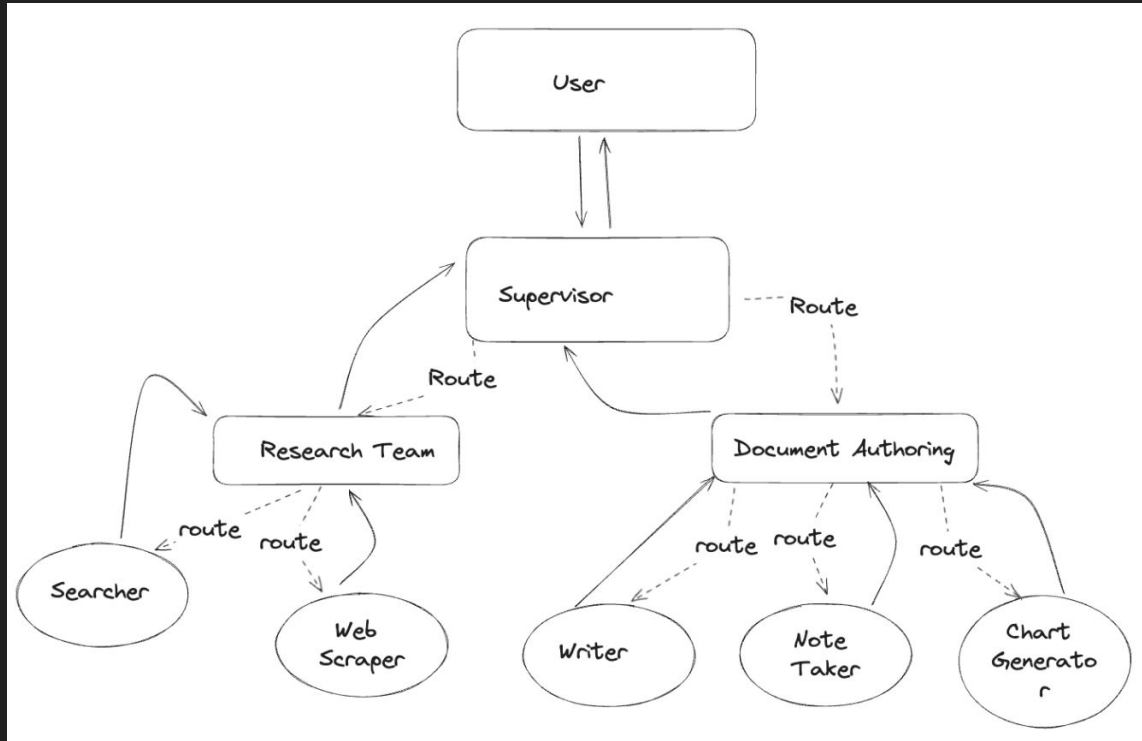 User
Supervisor
Route
Route
Research Team
Document Authoring
route
route
route
route
route
Searcher
Web
Scraper
Writer
Note
Taker
Chart
Generato
r